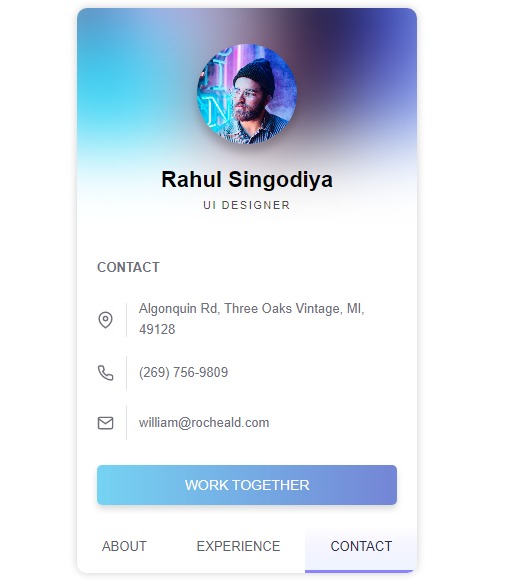 Rahul Singodiya
UI DESIGNER
CONTACT
Algonquin Rd, Three Oaks Vintage, MI,
49128
(269) 756-9809
william@rocheald.com
WORK TOGETHER
ABOUT EXPERIENCE CONTACT